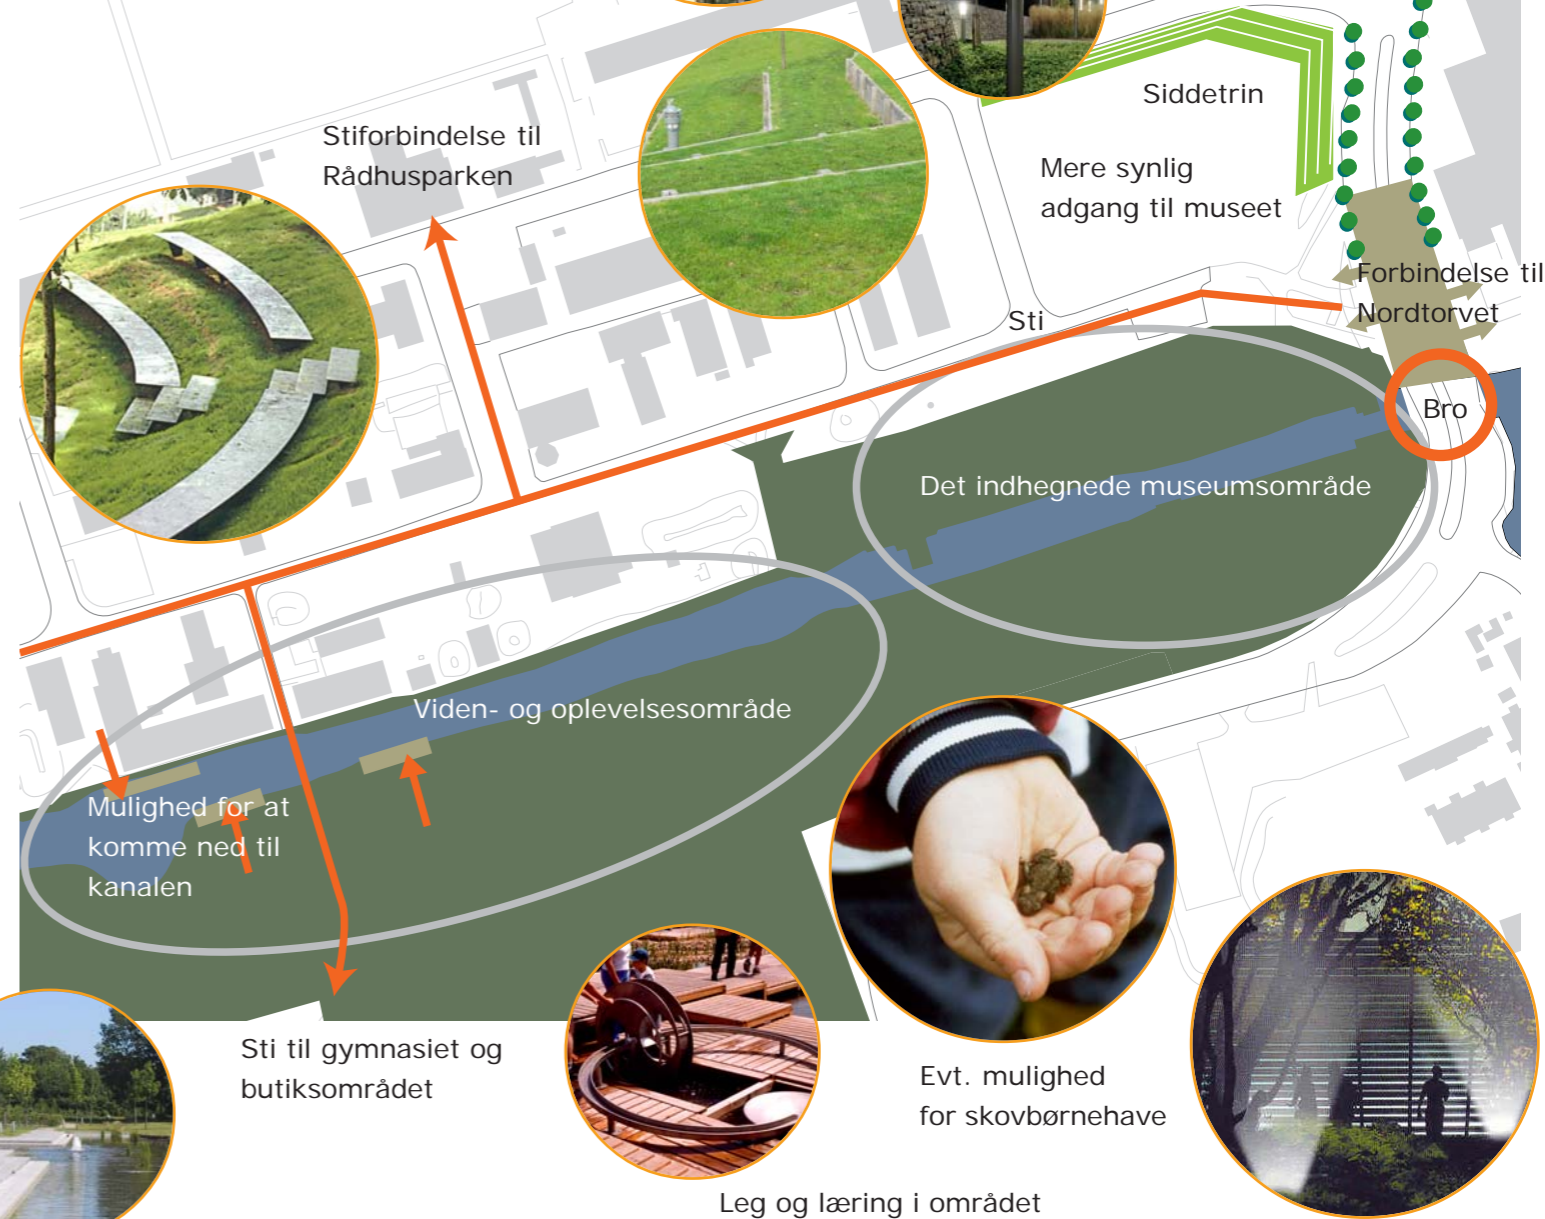 Siddetrin
Stiforbindelse til
Rådhusparken
Mere synlig
adgang til museet
Forbindelse til
Nordtorvet
Sti
Bro
Det indhegnede museumsområde
Viden- og oplevelsesområde
Mulighed for at
komme ned til
kanalen
Sti til gymnasiet og
butiksområdet
Evt. mulighed
for skovbørnehave
Leg og læring i området